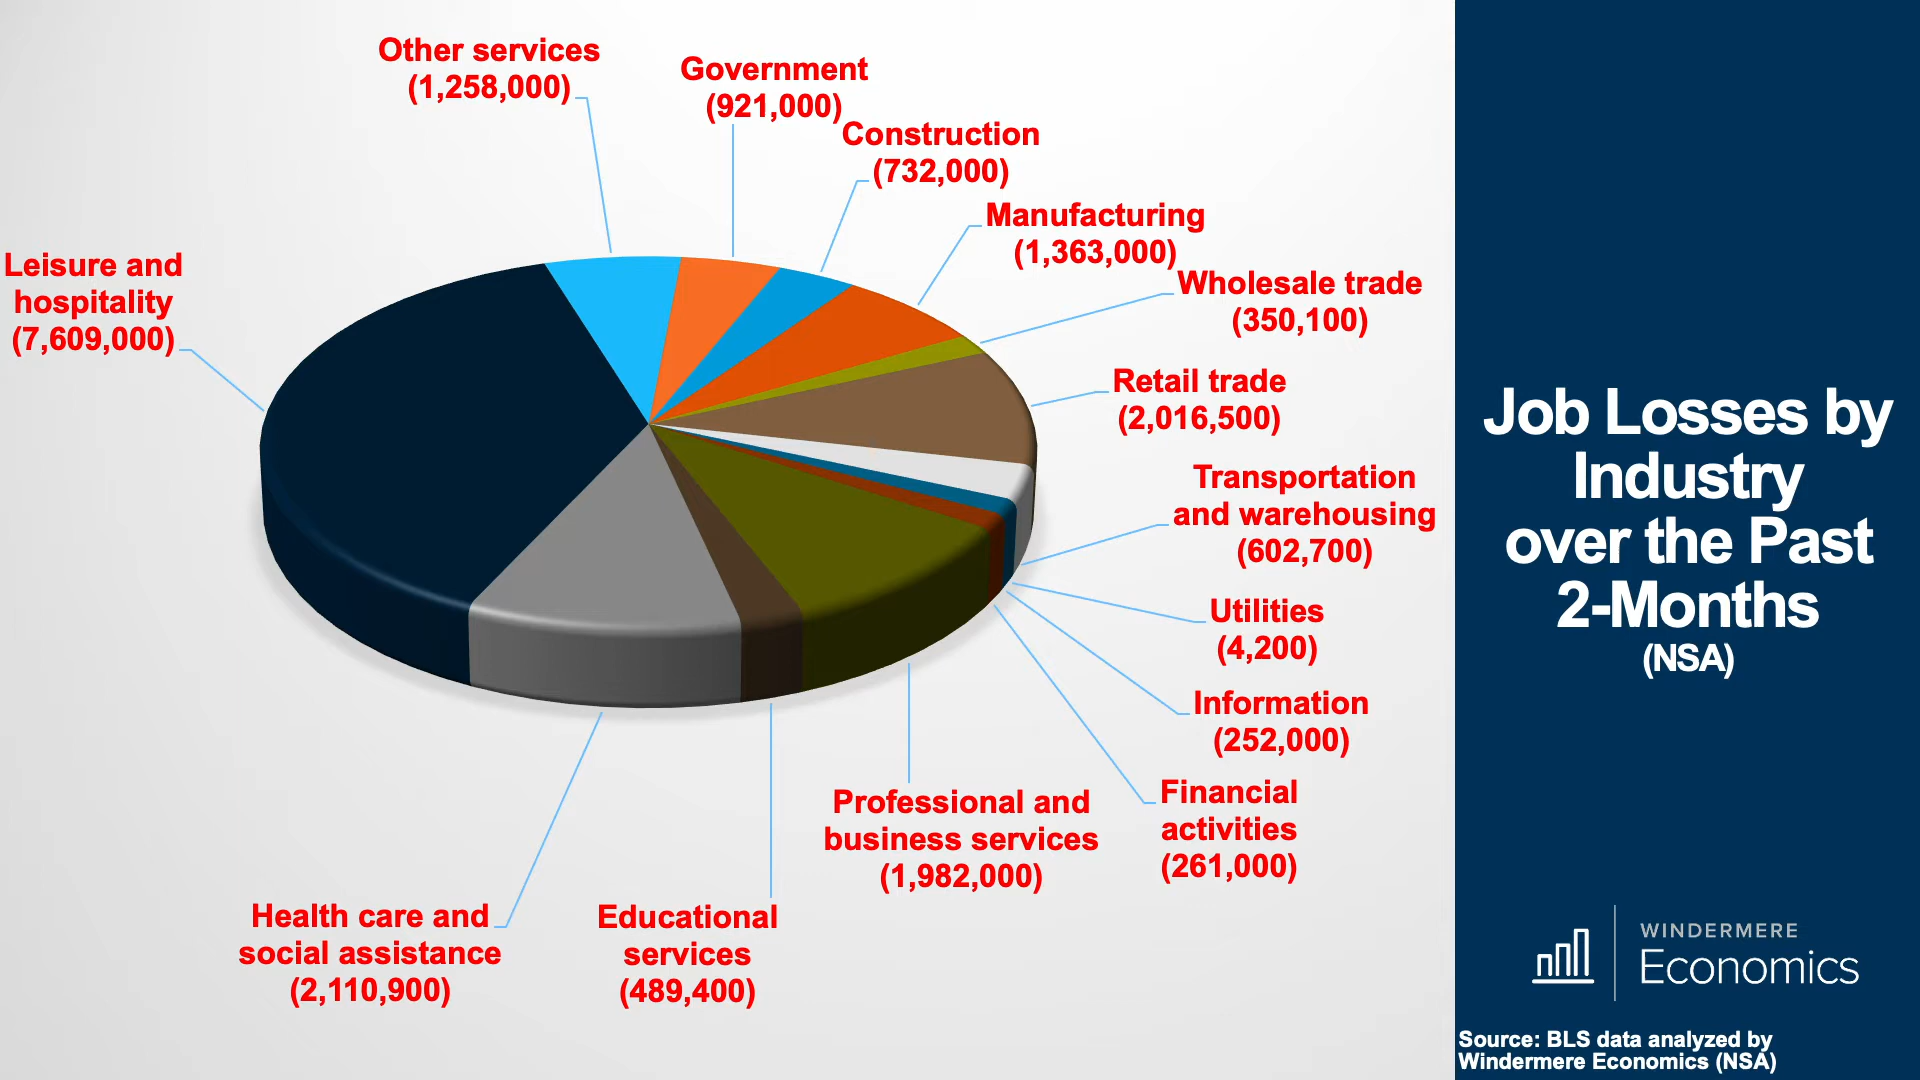 Other services
(1,258,000)
Government
(921,000)
Construction
(732,000)
Manufacturing
(1,363,000)
Wholesale trade
(350,100)
Retail trade
(2,016,500)
Transportation
and warehousing
(602,700)
Utilities
(4,200)
Information
(252,000)
Financial
activities
(261,000)
Professional and
business services
(1,982,000)
Educational
services
(489,400)
Health care and
social assistance
(2,110,900)
Leisure and
hospitality
(7,609,000)
Job Losses by
Industry
over the Past
2-Months
(NSA)
WINDERMERE
Economics
Source: BLS data analyzed by
Windermere Economics (NSA)